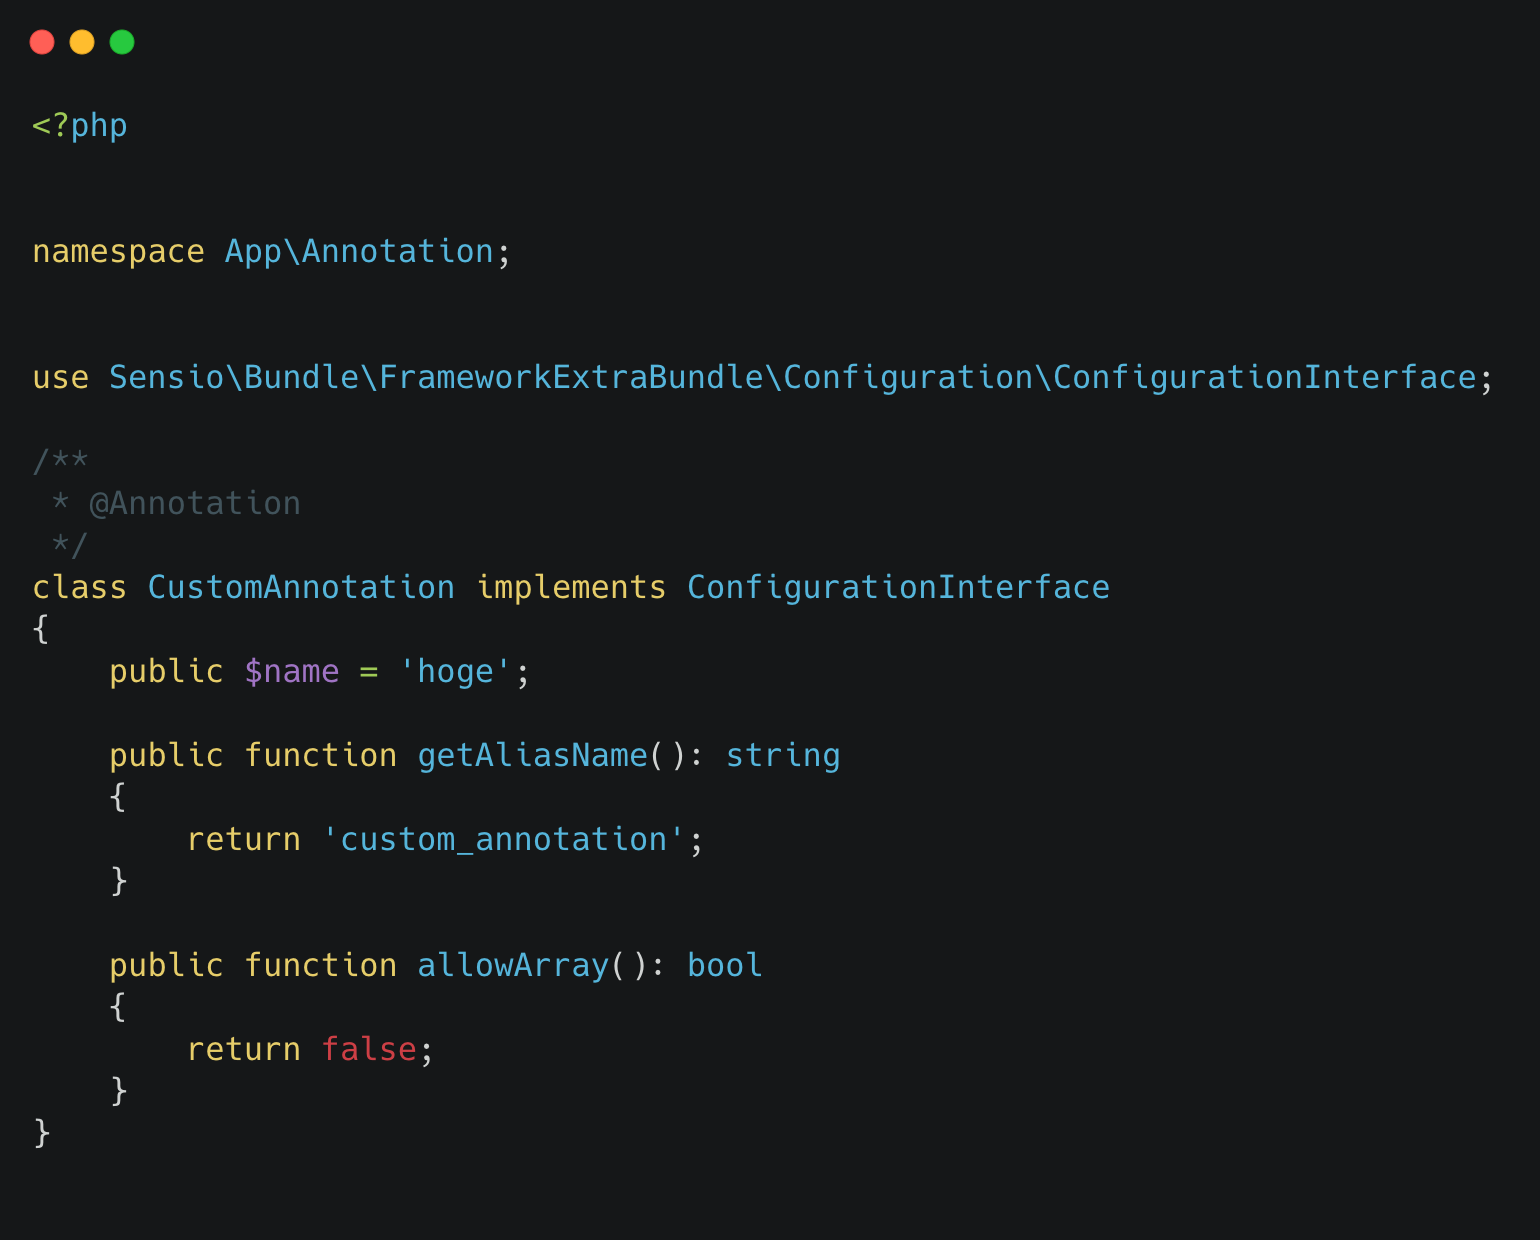 <?php
namespace App\Annotation;
use Sensio\Bundle\FrameworkExtraBundle\Configuration\ConfigurationInterface;
/**
 * @Annotation
 */
class CustomAnnotation implements ConfigurationInterface
{
    public $name = 'hoge';
    public function getAliasName(): string
    {
        return 'custom_annotation';
    }
    public function allowArray(): bool
    {
        return false;
    }
}